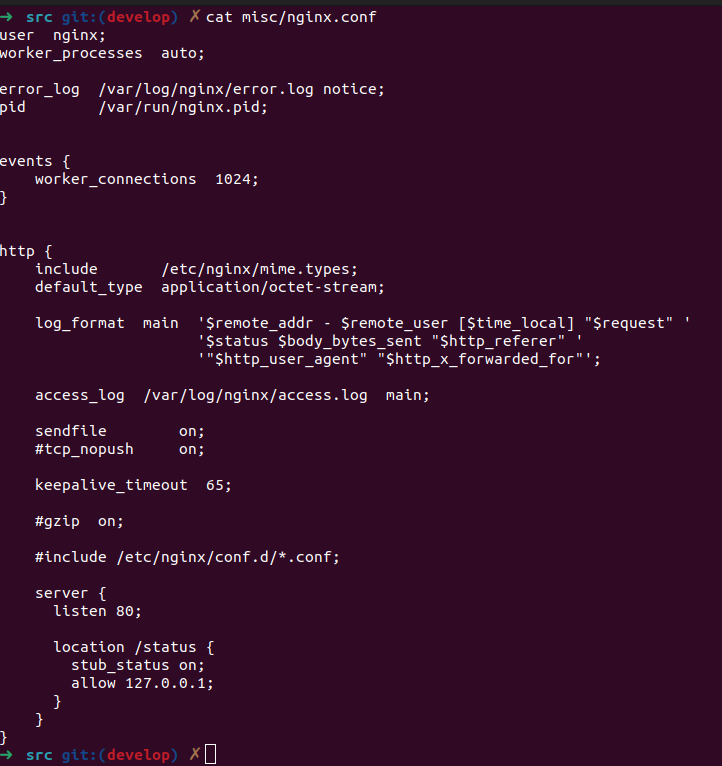 ➜ src git:(develop) ✗ cat misc/nginx.conf
user  nginx;
worker_processes  auto;

error_log  /var/log/nginx/error.log notice;
pid        /var/run/nginx.pid;


events {
    worker_connections  1024;
}


http {
    include       /etc/nginx/mime.types;
    default_type  application/octet-stream;

    log_format  main  '$remote_addr - $remote_user [$time_local] "$request" '
                      '$status $body_bytes_sent "$http_referer" '
                      '"$http_user_agent" "$http_x_forwarded_for"';

    access_log  /var/log/nginx/access.log  main;

    sendfile        on;
    #tcp_nopush     on;

    keepalive_timeout  65;

    #gzip  on;

    #include /etc/nginx/conf.d/*.conf;

    server {
      listen 80;

      location /status {
        stub_status on;
        allow 127.0.0.1;
      }
    }
}
➜ src git:(develop) ✗